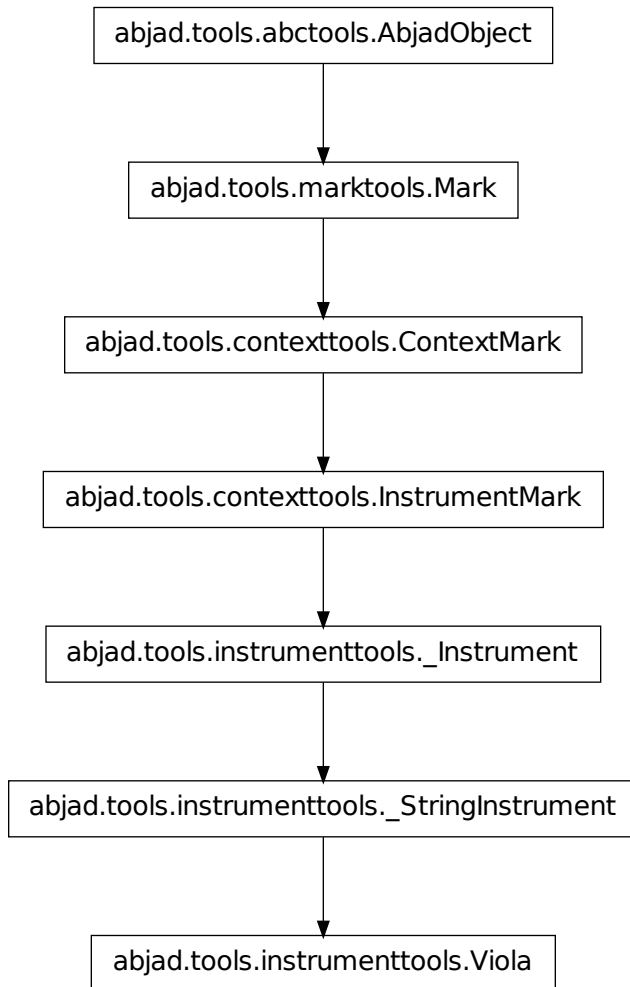 abjad.tools.abctools.AbjadObject
abjad.tools.marktools.Mark
abjad.tools.contexttools.ContextMark
abjad.tools.contexttools.InstrumentMark
abjad.tools.instrumenttools._Instrument
abjad.tools.instrumenttools._StringInstrument
abjad.tools.instrumenttools.Viola